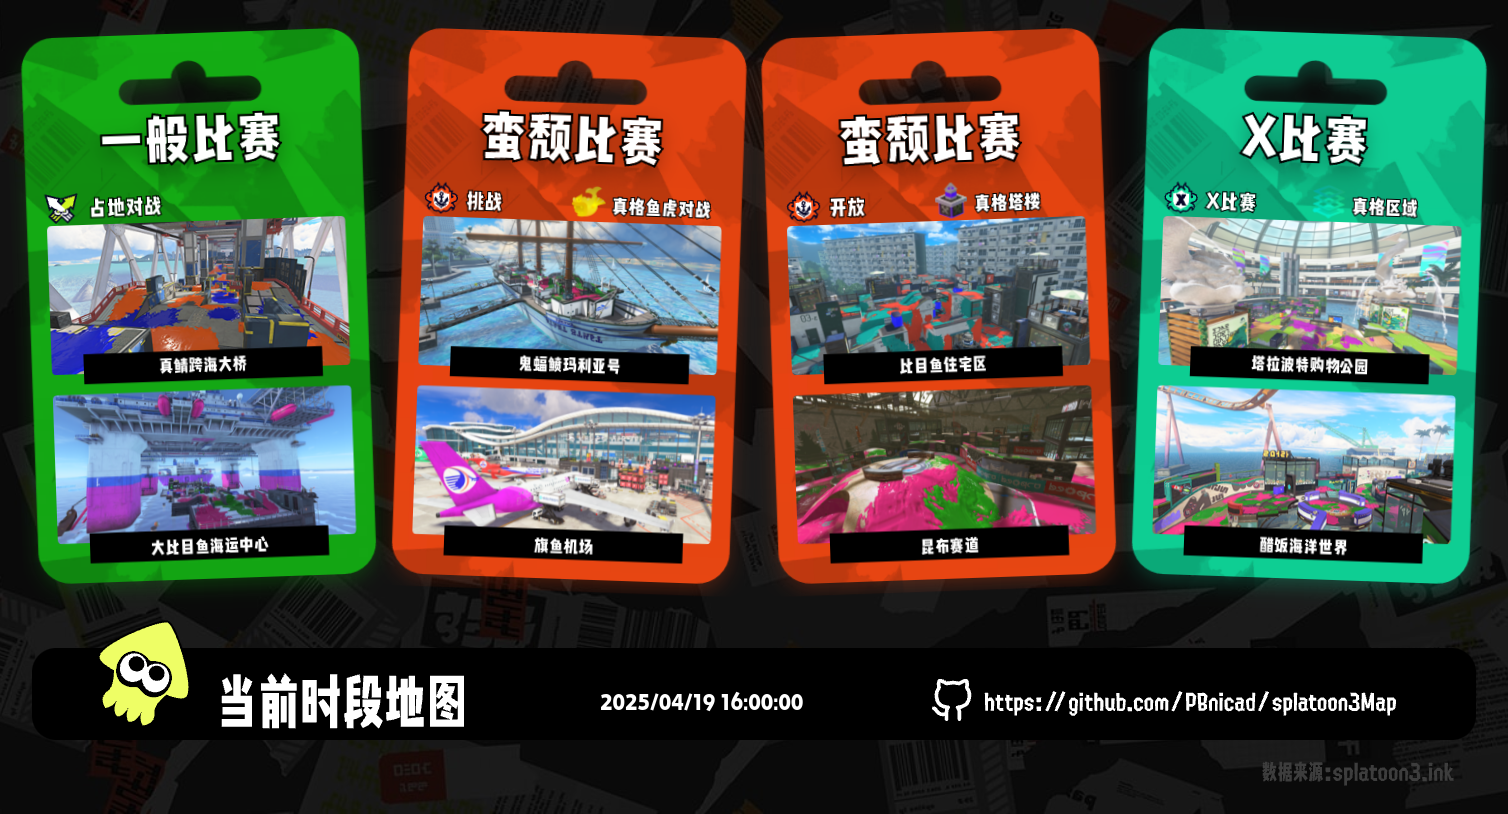 一般比赛
占地对战
真鲷跨海大桥
大比目鱼海运中心
蛮颓比赛
挑战
真格鱼虎对战
鬼蝠鲼玛利亚号
旗鱼机场
蛮颓比赛
开放
真格塔楼
比目鱼住宅区
昆布赛道
X比赛
X比赛
真格区域
塔拉波特购物公园
醋饭海洋世界
当前时段地图
2025/04/19 16:00:00
https://github.com/PBnicad/splatoon3Map
数据来源:splatoon3.ink